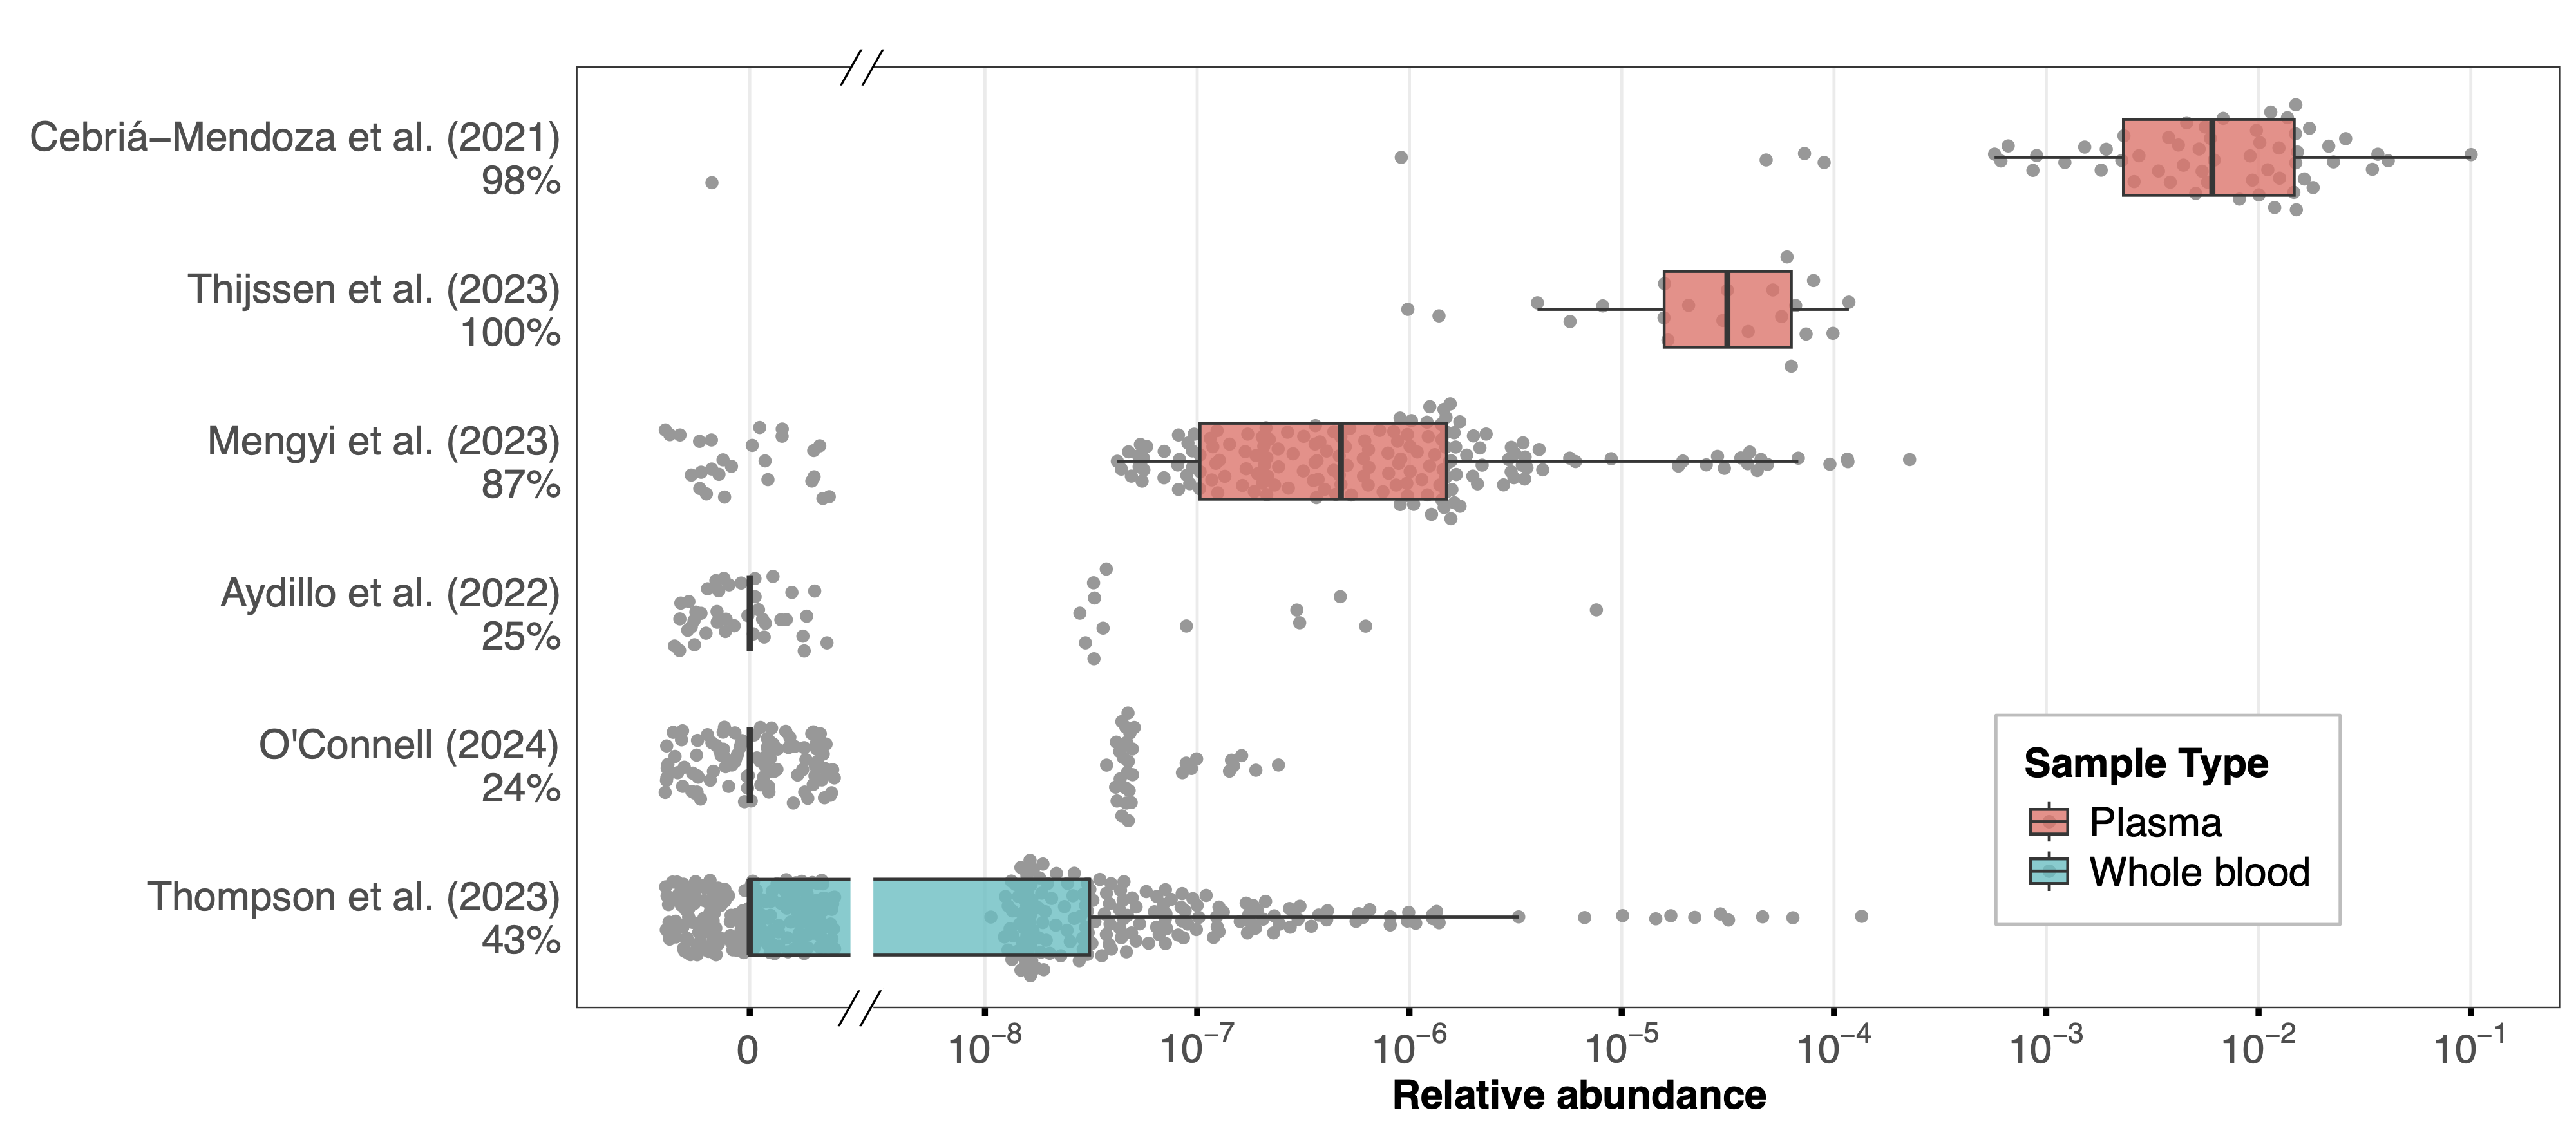 Cebriá–Mendoza et al. (2021)
98%
Thijssen et al. (2023)
100%
Mengyi et al. (2023)
87%
Aydillo et al. (2022)
25%
O'Connell (2024)
24%
Thompson et al. (2023)
43%
Sample Type
Plasma
Whole blood
0 10⁻⁸ 10⁻⁷ 10⁻⁶ 10⁻⁵ 10⁻⁴ 10⁻³ 10⁻² 10⁻¹
Relative abundance